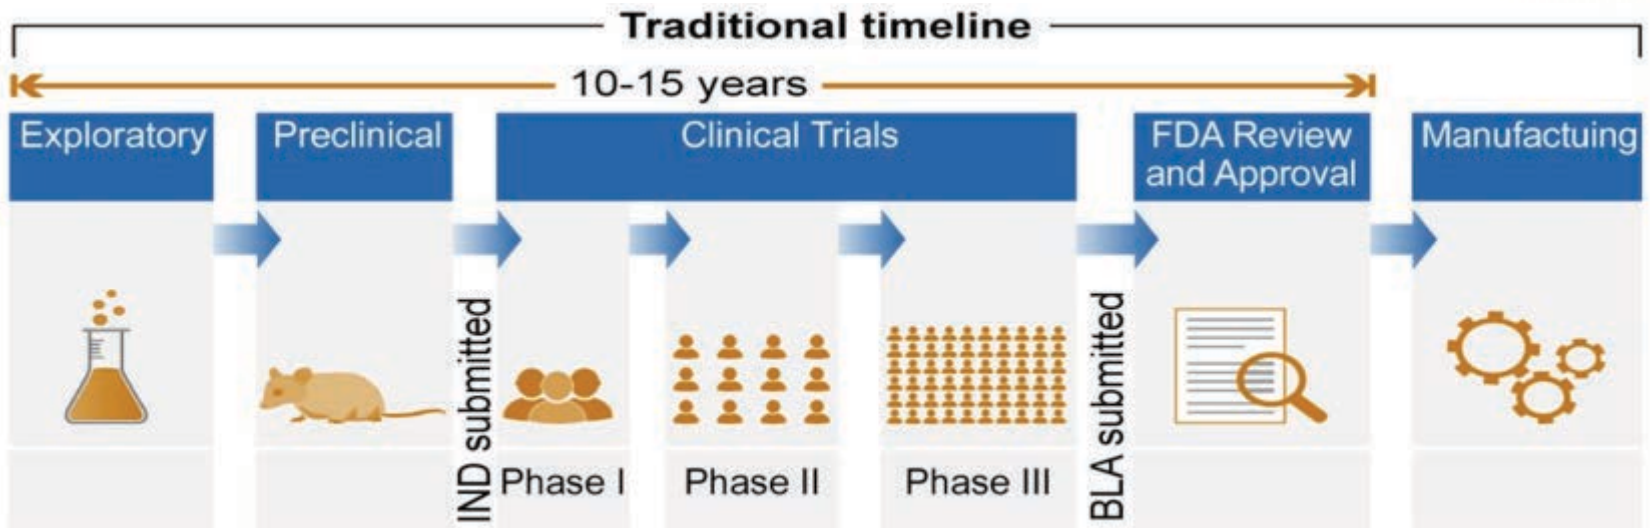 Traditional timeline
10-15 years
Exploratory
Preclinical
Clinical Trials
FDA Review
and Approval
Manufactuing
IND submitted
BLA submitted
Phase I
Phase II
Phase III